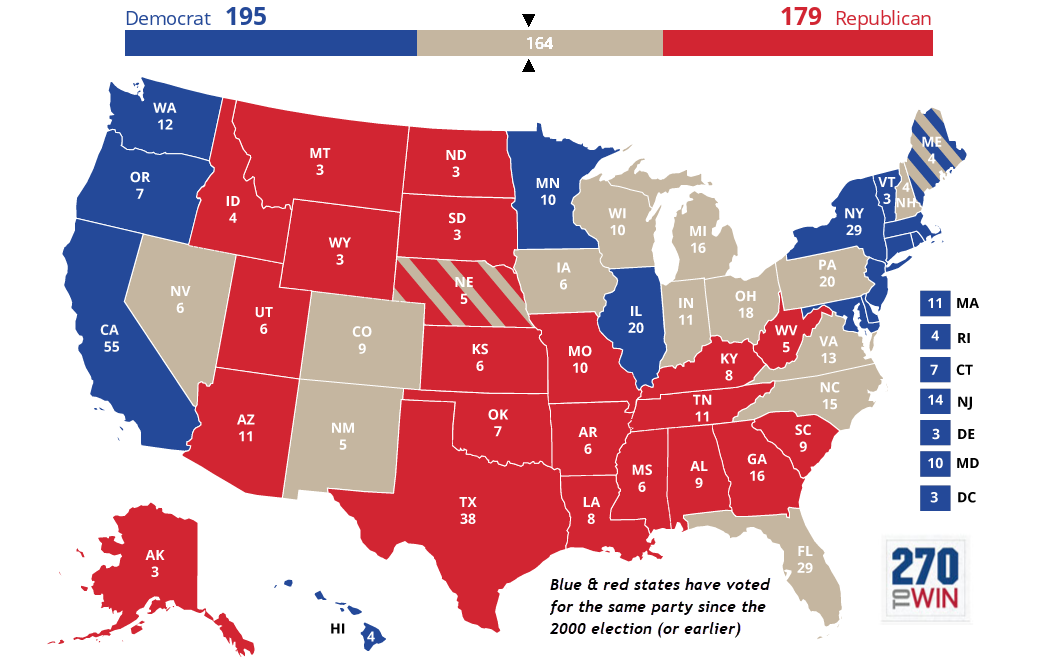 Democrat 195
179 Republican
164
WA
12
OR
7
CA
55
NV
6
ID
4
MT
3
WY
3
UT
6
AZ
11
CO
9
NM
5
ND
3
SD
3
NE
5
KS
6
OK
7
TX
38
MN
10
IA
6
MO
10
AR
6
LA
8
WI
10
IL
20
MI
16
IN
11
OH
18
KY
8
TN
11
MS
6
AL
9
GA
16
FL
29
SC
9
NC
15
VA
13
WV
5
PA
20
NY
29
VT
3
4
NH
ME
4
11 MA
4 RI
7 CT
14 NJ
3 DE
10 MD
3 DC
AK
3
HI
4
Blue & red states have voted
for the same party since the
2000 election (or earlier)
270
TO WIN